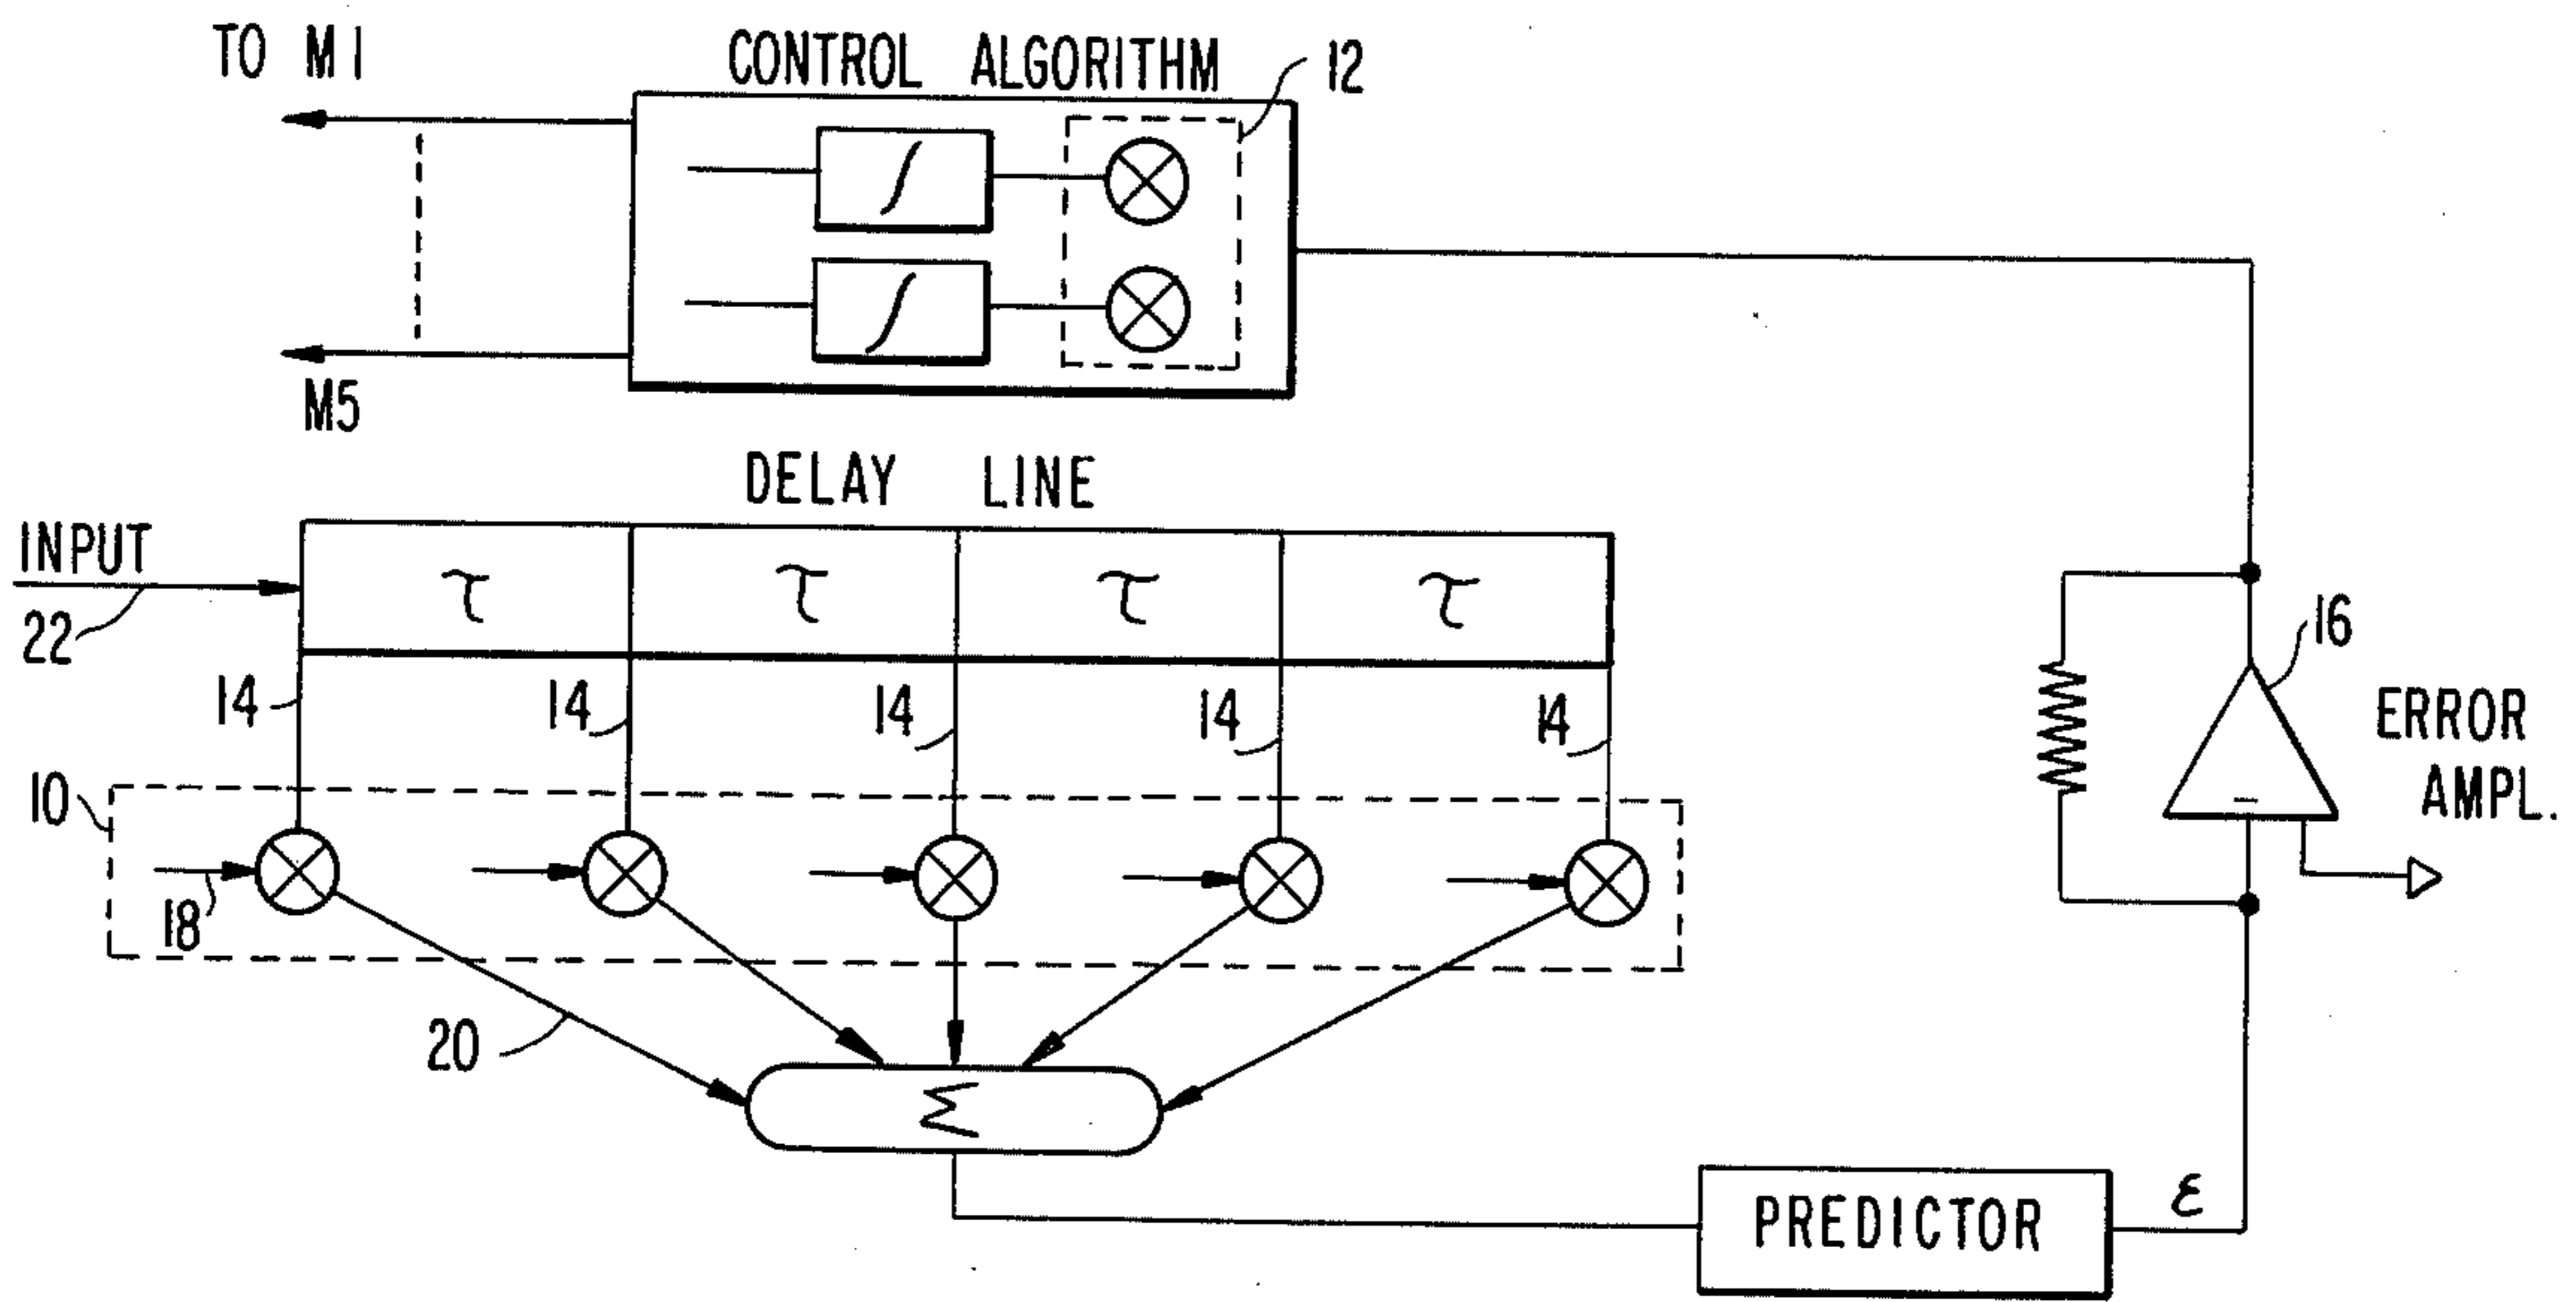 TO M1
CONTROL ALGORITHM
12
∫
∫
M5
DELAY LINE
INPUT
22
τ τ τ τ
14 14 14 14 14
16
ERROR
AMPL.
10
−
18
20
Σ
PREDICTOR
ε